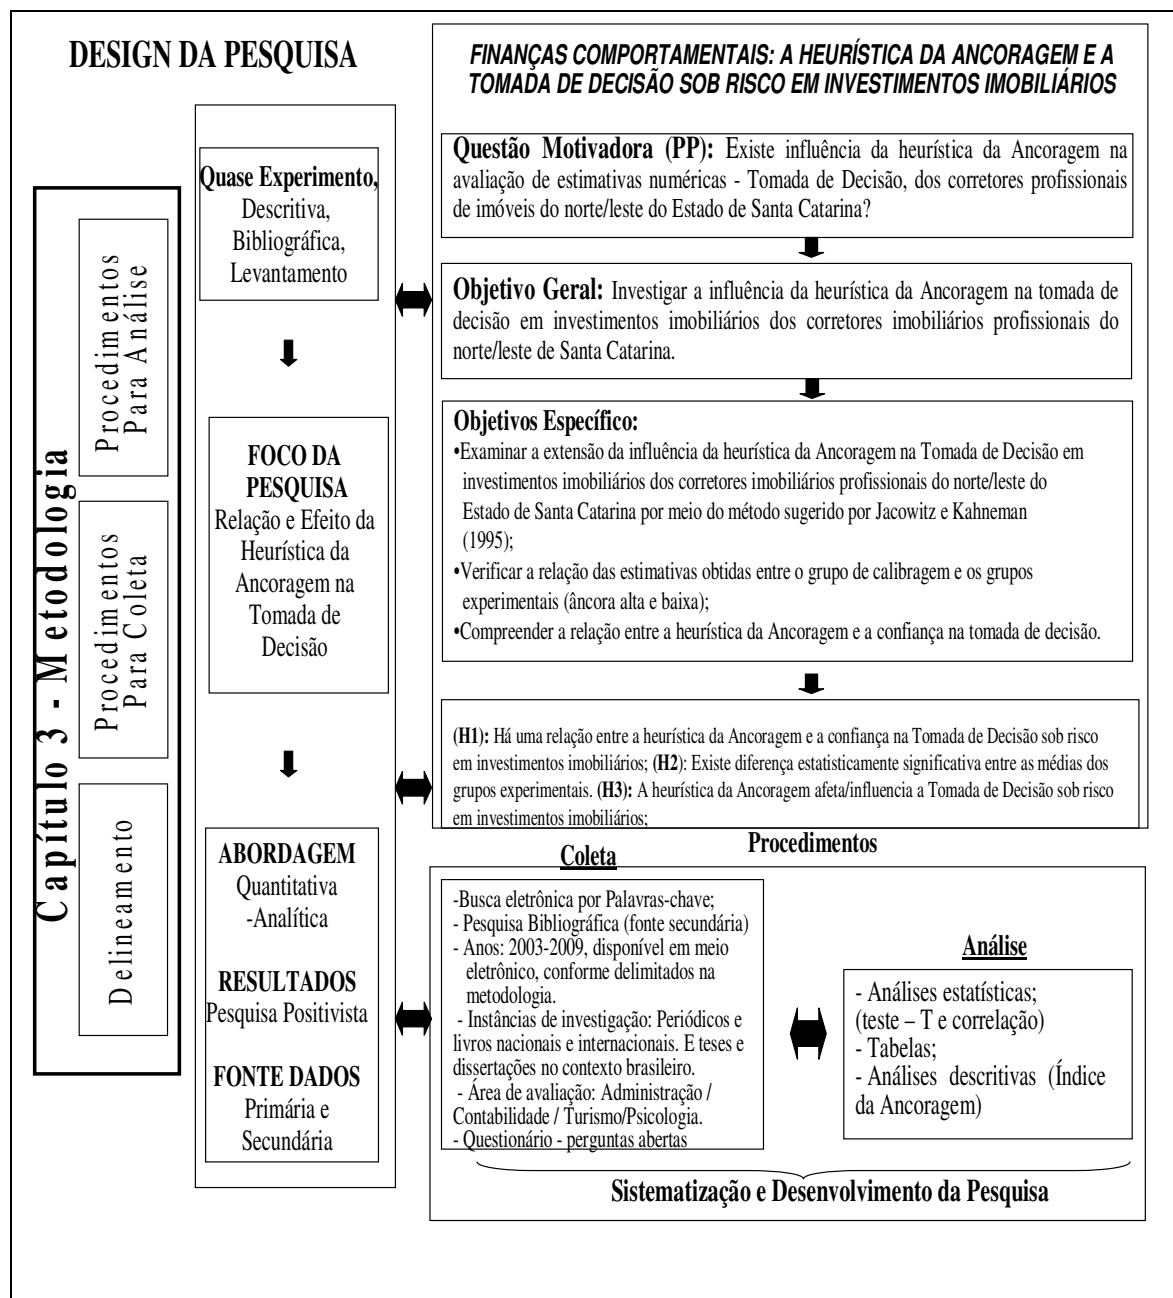 DESIGN DA PESQUISA
Capítulo 3 - Metodologia
Procedimentos
Para Análise
Procedimentos
Para Coleta
Delineamento
Quase Experimento,
Descritiva,
Bibliográfica,
Levantamento
FOCO DA
PESQUISA
Relação e Efeito da
Heurística da
Ancoragem na
Tomada de
Decisão
ABORDAGEM
Quantitativa
-Analítica
RESULTADOS
Pesquisa Positivista
FONTE DADOS
Primária e
Secundária
FINANÇAS COMPORTAMENTAIS: A HEURÍSTICA DA ANCORAGEM E A
TOMADA DE DECISÃO SOB RISCO EM INVESTIMENTOS IMOBILIÁRIOS
Questão Motivadora (PP): Existe influência da heurística da Ancoragem na
avaliação de estimativas numéricas - Tomada de Decisão, dos corretores profissionais
de imóveis do norte/leste do Estado de Santa Catarina?
Objetivo Geral: Investigar a influência da heurística da Ancoragem na tomada de
decisão em investimentos imobiliários dos corretores imobiliários profissionais do
norte/leste de Santa Catarina.
Objetivos Específico:
•Examinar a extensão da influência da heurística da Ancoragem na Tomada de Decisão em
investimentos imobiliários dos corretores imobiliários profissionais do norte/leste do
Estado de Santa Catarina por meio do método sugerido por Jacowitz e Kahneman
(1995);
•Verificar a relação das estimativas obtidas entre o grupo de calibragem e os grupos
experimentais (âncora alta e baixa);
•Compreender a relação entre a heurística da Ancoragem e a confiança na tomada de decisão.
(H1): Há uma relação entre a heurística da Ancoragem e a confiança na Tomada de Decisão sob risco
em investimentos imobiliários; (H2): Existe diferença estatisticamente significativa entre as médias dos
grupos experimentais. (H3): A heurística da Ancoragem afeta/influencia a Tomada de Decisão sob risco
em investimentos imobiliários;
Procedimentos
Coleta
-Busca eletrônica por Palavras-chave;
- Pesquisa Bibliográfica (fonte secundária)
- Anos: 2003-2009, disponível em meio
eletrônico, conforme delimitados na
metodologia.
- Instâncias de investigação: Periódicos e
livros nacionais e internacionais. E teses e
dissertações no contexto brasileiro.
- Área de avaliação: Administração /
Contabilidade / Turismo/Psicologia.
- Questionário - perguntas abertas
Análise
- Análises estatísticas;
(teste – T e correlação)
- Tabelas;
- Análises descritivas (Índice
da Ancoragem)
Sistematização e Desenvolvimento da Pesquisa